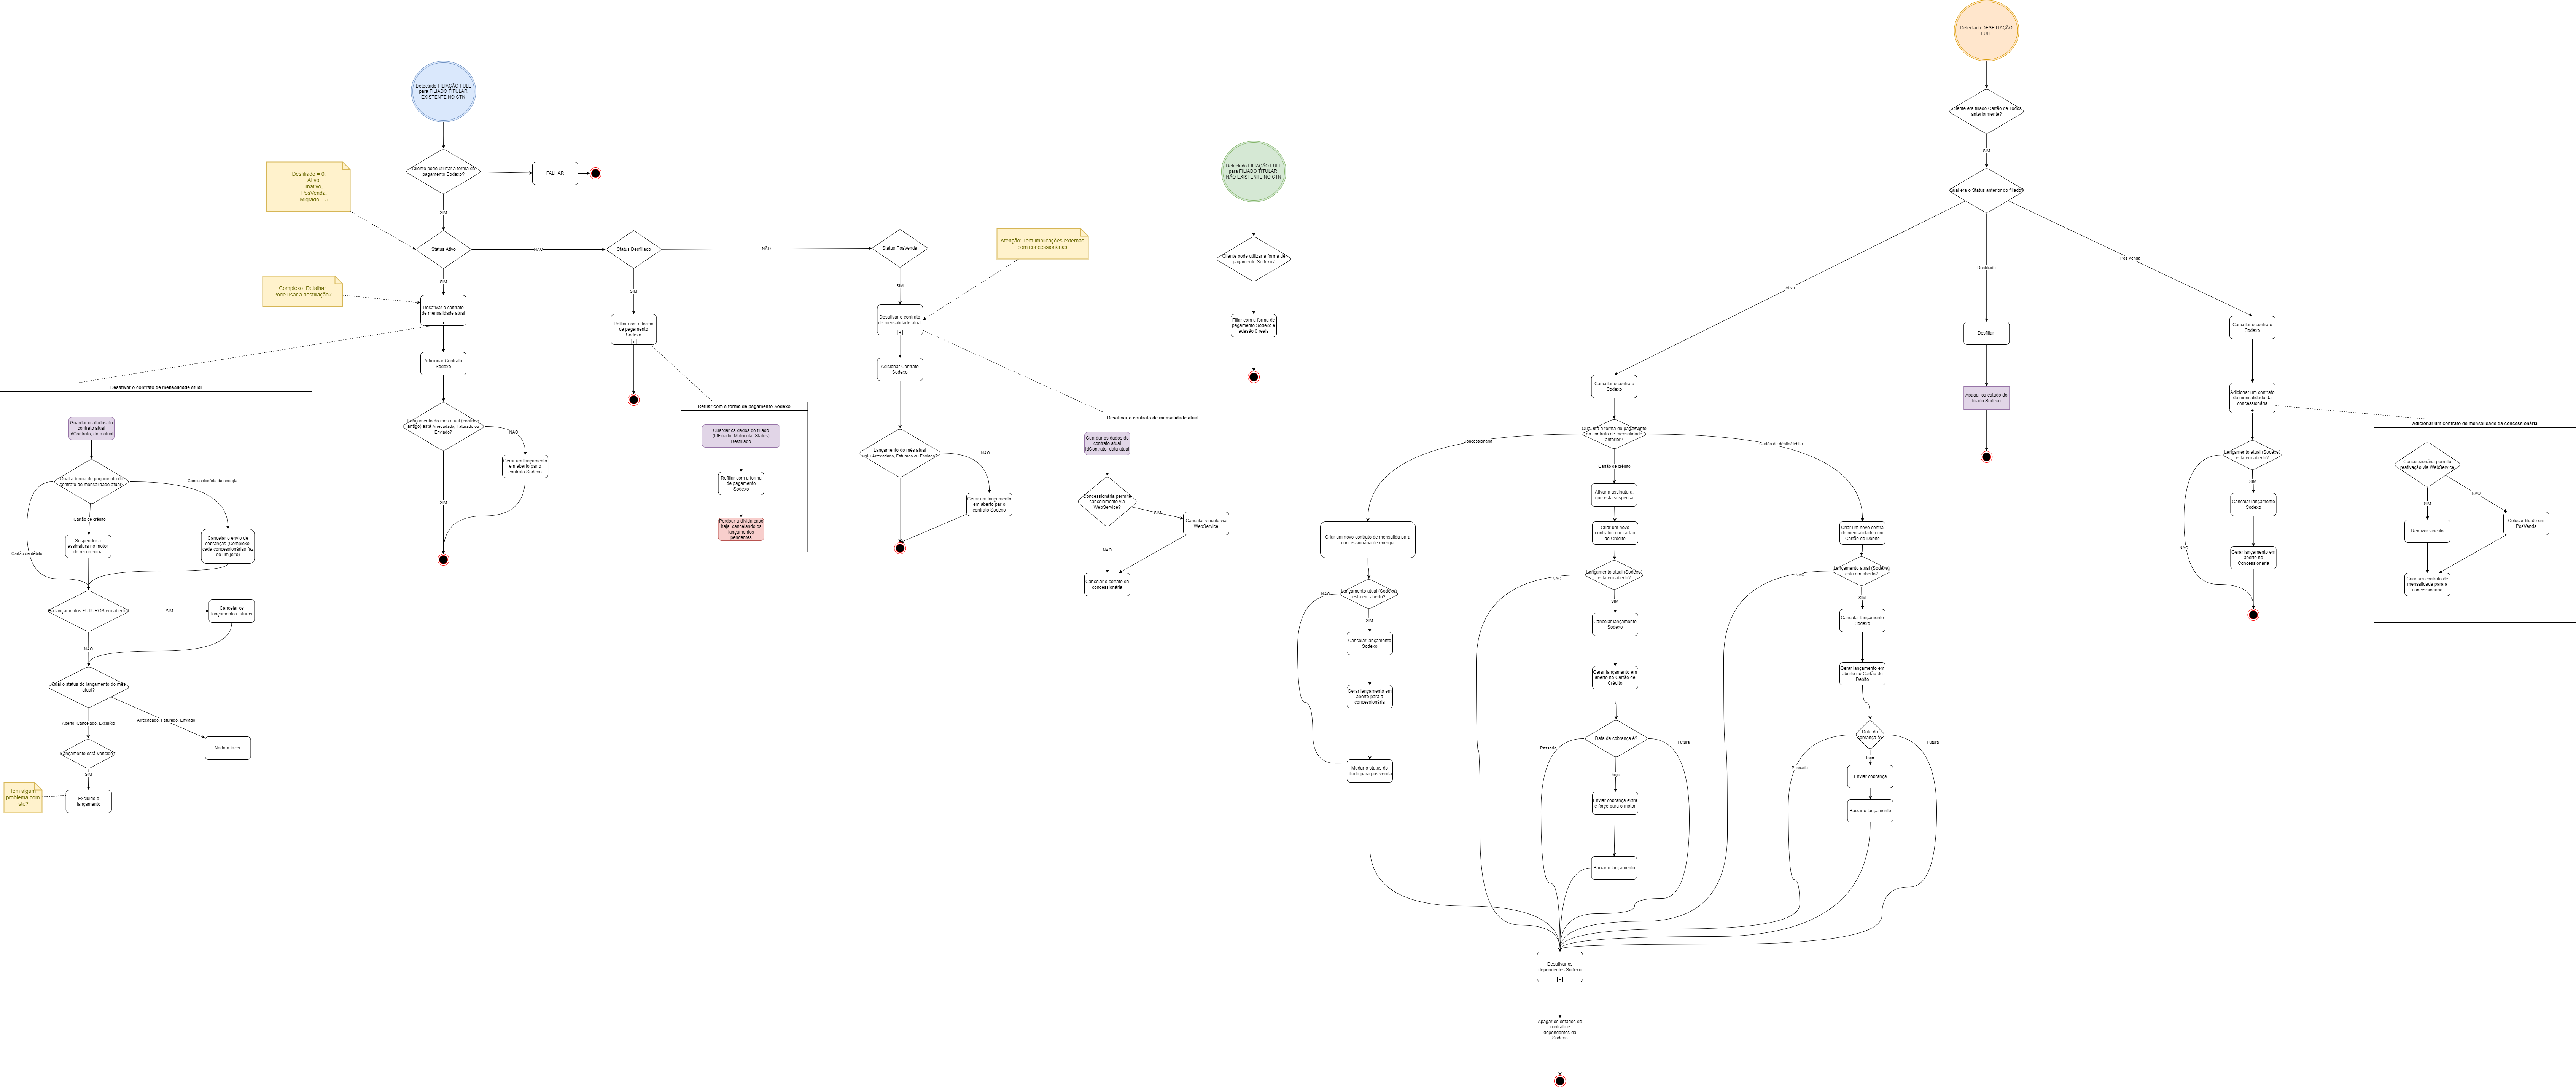 Detectado FILIAÇÃO FULL
para FILIADO TITULAR
EXISTENTE NO CTN
Cliente pode utilizar a forma de
pagamento Sodexo?
FALHAR
SIM
Desfiliado = 0,
Ativo,
Inativo,
PosVenda,
Migrado = 3
Status Ativo
NÃO
Status Desfiliado
NÃO
Status PosVenda
SIM
Complexo: Detalhar
Pode usar a desfiliação?
Desativar o contrato
de mensalidade atual
Adicionar Contrato
Sodexo
Lançamento do mês atual (contrato
antigo) está Arrecadado, Faturado ou
Enviado?
NÃO
Gerar um lançamento
em aberto par o
contrato Sodexo
SIM
SIM
Refiliar com a forma
de pagamento
Sodexo
SIM
Atenção: Tem implicações externas
com concessionárias
Desativar o contrato
de mensalidade atual
Adicionar Contrato
Sodexo
Lançamento do mês atual
está Arrecadado, Faturado ou Enviado?
NÃO
Gerar um lançamento
em aberto par o
contrato Sodexo
Desativar o contrato de mensalidade atual
Guardar os dados do
contrato atual
IdContrato, data atual
Qual a forma de pagamento do
contrato de mensalidade atual?
Concessionária de energia
Cartão de crédito
Cartão de débito
Suspender a
assinatura no motor
de recorrência
Cancelar o envio de
cobranças (Complexo,
cada concessionárias faz
de um jeito)
Há lançamentos FUTUROS em aberto?
SIM
Cancelar os
lançamentos futuros
NÃO
Qual o status do lançamento do mês
atual?
Aberto, Cancelado, Excluído
Arrecadado, Faturado, Enviado
Lançamento está Vencido?
Nada a fazer
SIM
Tem algum
problema com
isto?
Excluído o
lançamento
Refiliar com a forma de pagamento Sodexo
Guardar os dados do filiado
(IdFiliado, Matricula, Status)
Desfiliado
Refiliar com a forma
de pagamento
Sodexo
Perdoar a dívida caso
haja, cancelando os
lançamentos
pendentes
Desativar o contrato de mensalidade atual
Guardar os dados do
contrato atual
IdContrato, data atual
Concessionária permite
cancelamento via
WebService?
SIM
Cancelar vínculo via
WebService
NÃO
Cancelar o cotrato da
concessionária
Detectado FILIAÇÃO FULL
para FILIADO TITULAR
NÃO EXISTENTE NO CTN
Cliente pode utilizar a forma de
pagamento Sodexo?
Filiar com a forma de
pagamento Sodexo e
adesão 0 reais
Detectado DESFILIAÇÃO
FULL
Cliente era filiado Cartão de Todos
anteriormente?
SIM
Qual era o Status anterior do filiado?
Ativo
Desfiliado
Pos Venda
Desfiliar
Apagar os estado do
filiado Sodexo
Cancelar o contrato
Sodexo
Qual era a forma de pagamento
do contrato de mensalidade
anterior?
Concessionária
Cartão de crédito
Cartão de débito/débito
Criar um novo contrato de mensalida para
concessionária de energia
Lançamento atual (Sodexo)
esta em aberto?
NÃO
SIM
Cancelar lançamento
Sodexo
Gerar lançamento em
aberto para a
concessionária
Mudar o status do
filiado para pos venda
Ativar a assinatura,
que está suspensa
Criar um novo
contrato com cartão
de Crédito
Lançamento atual (Sodexo)
esta em aberto?
NÃO
SIM
Cancelar lançamento
Sodexo
Gerar lançamento em
aberto no Cartão de
Crédito
Data da cobrança é?
Passada
Futura
hoje
Enviar cobrança extra
e força para o motor
Baixar o lançamento
Criar um novo contra
de mensalidade com
Cartão de Débito
Lançamento atual (Sodexo)
esta em aberto?
NÃO
SIM
Cancelar lançamento
Sodexo
Gerar lançamento em
aberto no Cartão de
Débito
Data da
cobrança é?
Passada
Futura
hoje
Enviar cobrança
Baixar o lançamento
Desativar os
dependentes Sodexo
Apagar os estados de
contrato e
dependentes da
Sodexo
Cancelar o contrato
Sodexo
Adicionar um contrato
de mensalidade da
concessionária
Lançamento atual (Sodexo)
esta em aberto?
SIM
NÃO
Cancelar lançamento
Sodexo
Gerar lançamento em
aberto no
Concessionária
Adicionar um contrato de mensalidade da concessionária
Concessionária permite
reativação via WebService
SIM
NÃO
Reativar vínculo
Colocar filiado em
PosVenda
Criar um contrato de
mensalidade para a
concessionária